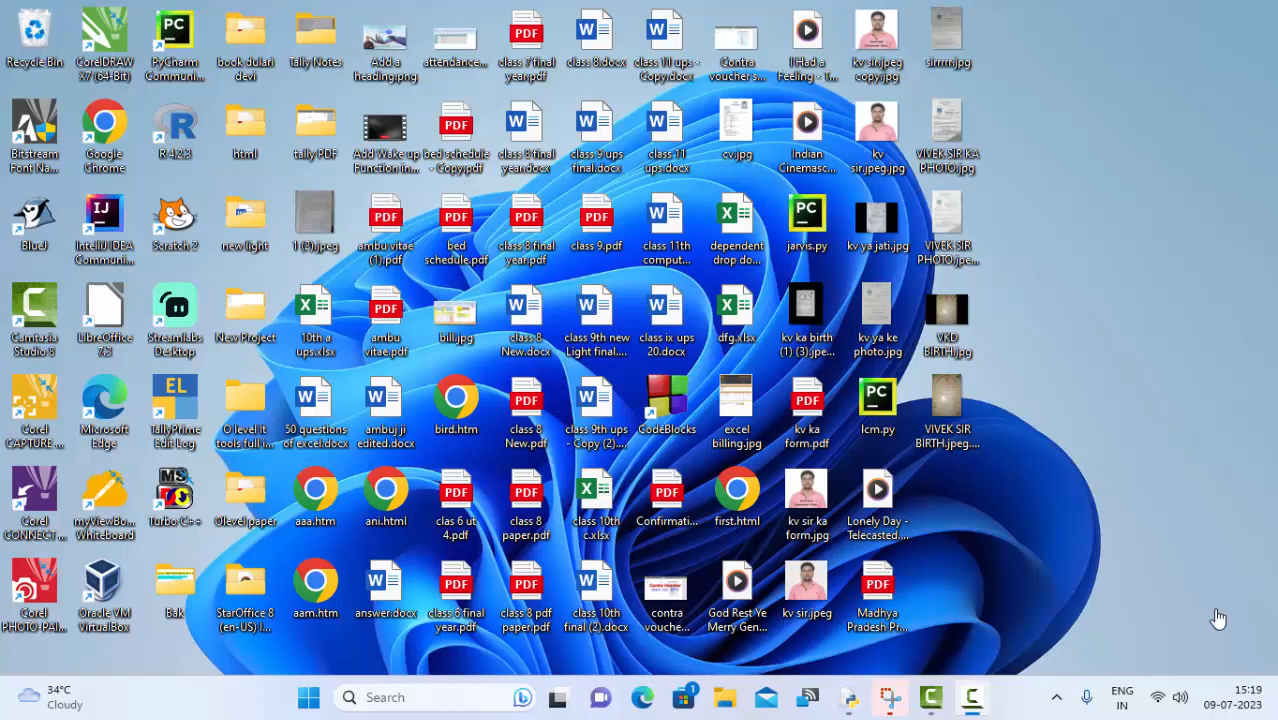 Recycle Bin
CorelDRAW X7 (64-Bit)
PyCharm Communi...
book dulari devi
Tally Notes
Add a heading.png
attendance...
class 7 final year.pdf
class 8.docx
class 11 ups - Copy.docx
Contra voucher s...
I Had a Feeling - T...
kv sir.jpeg copy.jpg
sirrrrn.jpg
Bitstream Font Na...
Google Chrome
R 4.2.3
html
tally PDF
Add Wake up Function in...
bed schedule - Copy.pdf
class 8 final year.docx
class 9 ups final.docx
class 11 ups.docx
cv.jpg
Indian Cinemasc...
kv sir.jpeg.jpg
VIVEK SIR KA PHOTO.jpg
BlueJ
IntelliJ IDEA Communi...
Scratch 2
new light
1 (3).jpeg
ambu vitae (1).pdf
bed schedule.pdf
class 8 final year.pdf
class 9.pdf
class 11th comput...
dependent drop do...
jarvis.py
kv ya jati.jpg
VIVEK SIR PHOTO.jpe...
Camtasia Studio 8
LibreOffice 7.3
Streamlabs Desktop
New Project
10th a ups.xlsx
ambu vitae.pdf
bill.jpg
class 8 New.docx
class 9th new Light final....
class ix ups 20.docx
dfg.xlsx
kv ka birth (1) (3).jpe...
kv ya ke photo.jpg
VKD BIRTH.jpg
Corel CAPTURE ...
Microsoft Edge
TallyPrime Edit Log
O level It tools full i...
50 questions of excel.docx
ambuj ji edited.docx
bird.htm
class 8 New.pdf
class 9th ups - Copy (2)....
CodeBlocks
excel billing.jpg
kv ka form.pdf
lcm.py
VIVEK SIR BIRTH.jpeg....
Corel CONNECT...
myViewBo... Whiteboard
Turbo C++
Olevel paper
aaa.htm
ani.html
clas 6 ut 4.pdf
class 8 paper.pdf
class 10th c.xlsx
Confirmati...
first.html
kv sir ka form.jpg
Lonely Day - Telecasted....
Corel PHOTO-PAI...
Oracle VM VirtualBox
Bak
StarOffice 8 (en-US) I...
aam.htm
answer.docx
class 6 final year.pdf
class 8 pdf paper.pdf
class 10th final (2).docx
contra vouche...
God Rest Ye Merry Gen...
kv sir.jpeg
Madhya Pradesh Pr...
34°C
Cloudy
Search
1
ENG
IN
15:19
09-07-2023